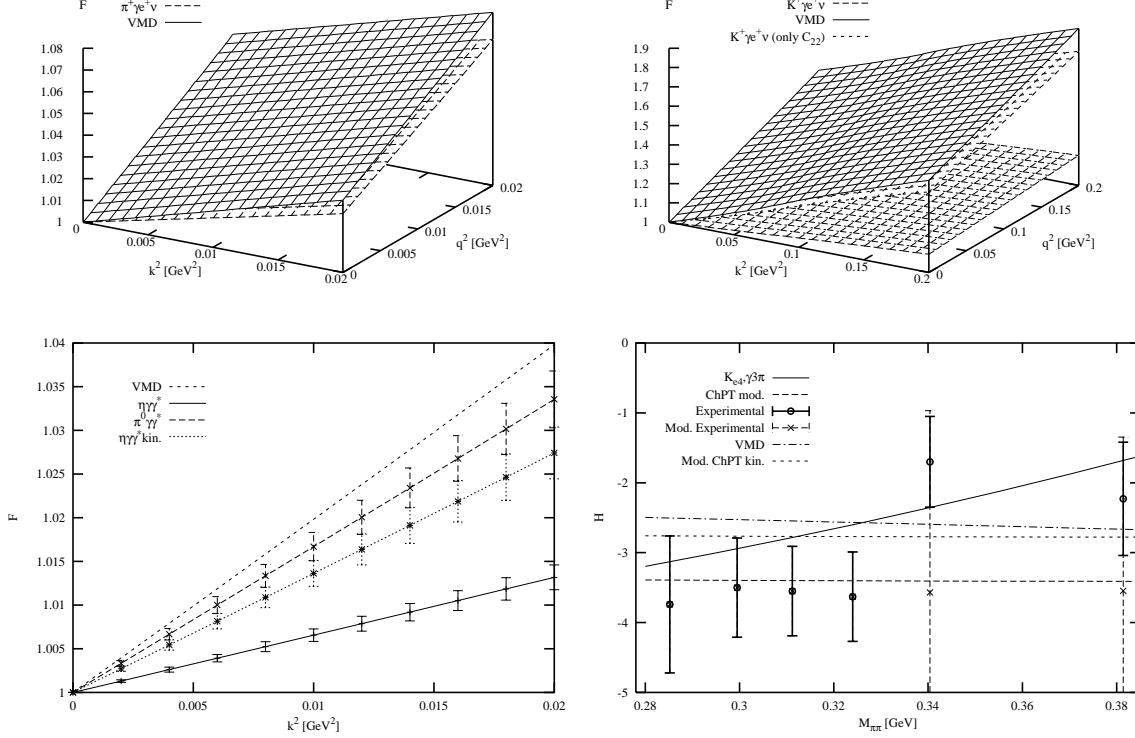 F
π⁺γe⁺ν
VMD
1.08
1.07
1.06
1.05
1.04
1.03
1.02
1.01
1
0
0.005
0.01
0.015
0.02
k² [GeV²]
0
0.005
0.01
0.015
0.02
q² [GeV²]
F
K⁺γe⁺ν
VMD
K⁺γe⁺ν (only C₂₂)
1.9
1.8
1.7
1.6
1.5
1.4
1.3
1.2
1.1
1
0
0.05
0.1
0.15
0.2
k² [GeV²]
0
0.05
0.1
0.15
0.2
q² [GeV²]
1.04
1.035
1.03
1.025
1.02
1.015
1.01
1.005
1
F
VMD
ηγγ*
π⁰γγ*
ηγγ*kin.
0
0.005
0.01
0.015
0.02
k² [GeV²]
0
-1
-2
-3
-4
-5
H
Kₑ₄,γ3π
ChPT mod.
Experimental
Mod. Experimental
VMD
Mod. ChPT kin.
0.28
0.3
0.32
0.34
0.36
0.38
Mππ [GeV]